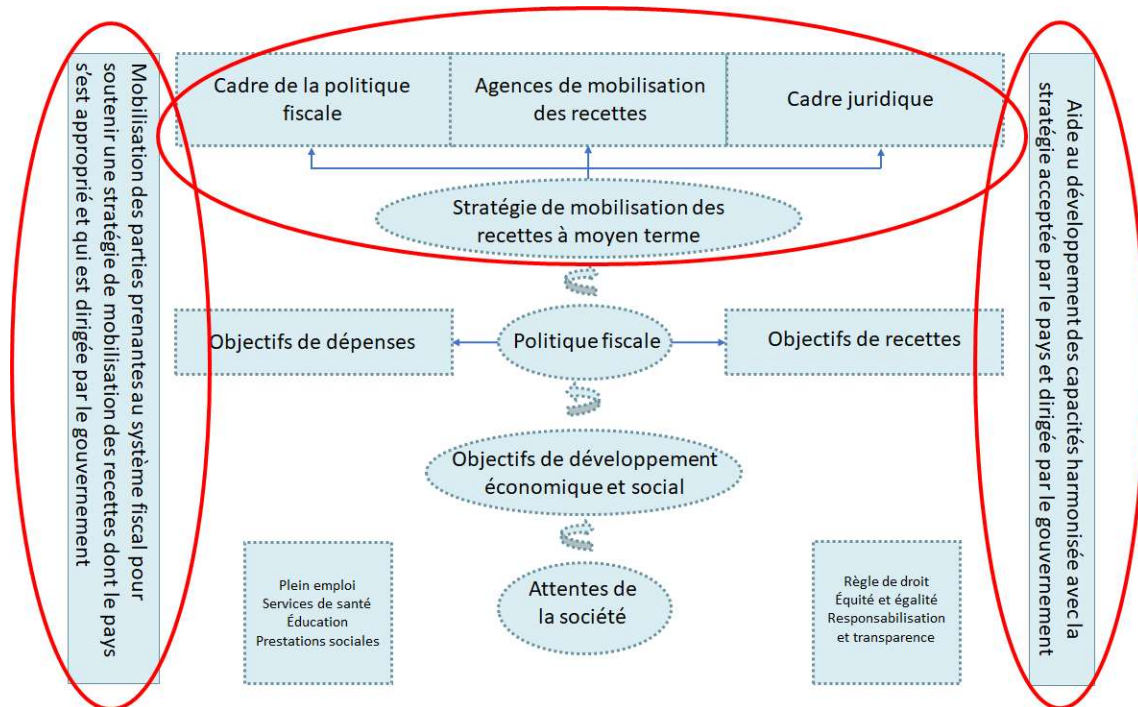 Mobilisation des parties prenantes au système fiscal pour
soutenir une stratégie de mobilisation des recettes dont le pays
s’est approprié et qui est dirigée par le gouvernement
Cadre de la politique
fiscale
Agences de mobilisation
des recettes
Cadre juridique
Stratégie de mobilisation des
recettes à moyen terme
Objectifs de dépenses
Politique fiscale
Objectifs de recettes
Objectifs de développement
économique et social
Plein emploi
Services de santé
Éducation
Prestations sociales
Attentes de
la société
Règle de droit
Équité et égalité
Responsabilisation
et transparence
Aide au développement des capacités harmonisée avec la
stratégie acceptée par le pays et dirigée par le gouvernement